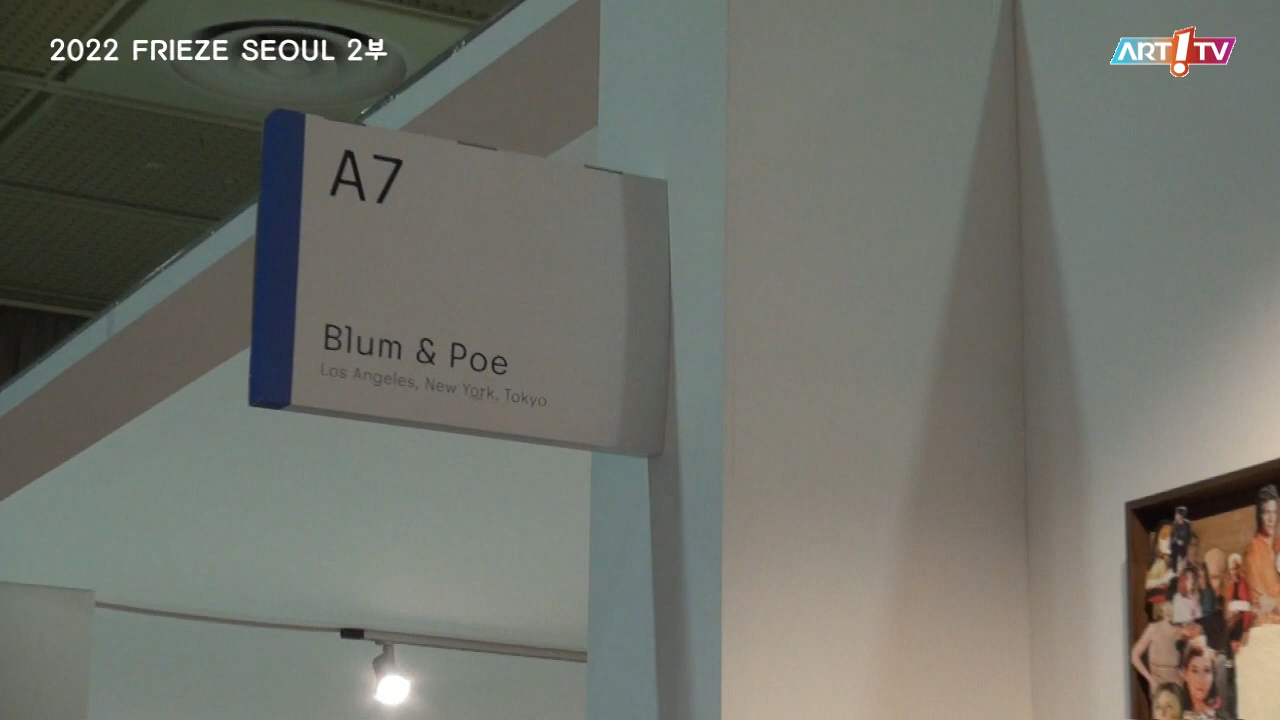 2022 FRIEZE SEOUL 2부
ART!TV
A7
Blum & Poe
Los Angeles, New York, Tokyo